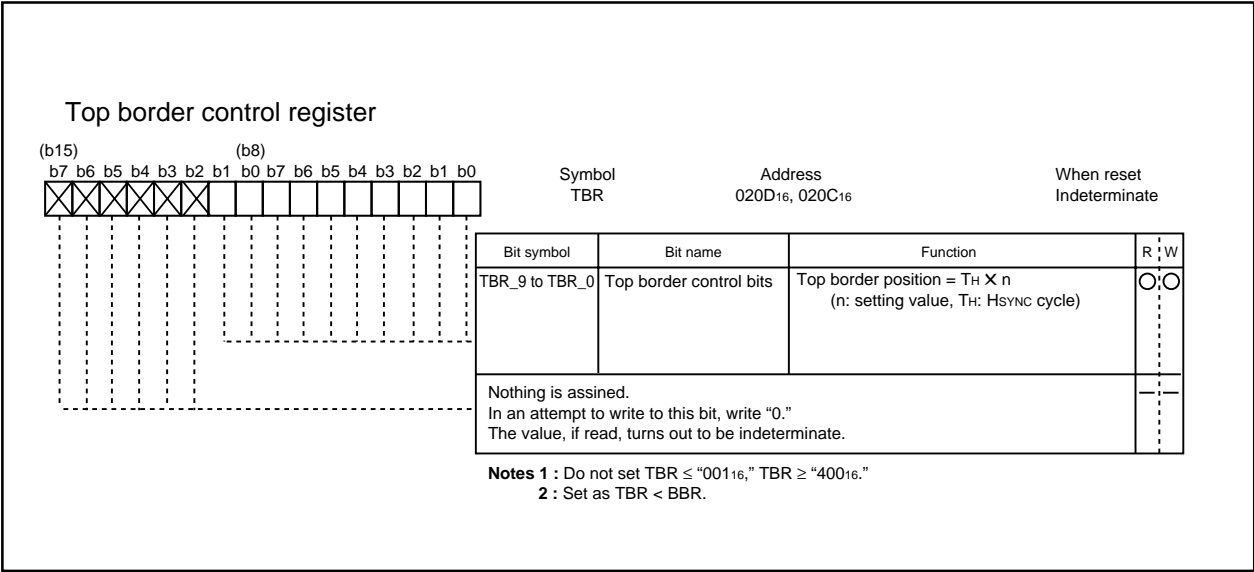 Top border control register
(b15) (b8)
b7 b6 b5 b4 b3 b2 b1 b0 b7 b6 b5 b4 b3 b2 b1 b0
Symbol Address When reset
TBR 020D16, 020C16 Indeterminate
Bit symbol Bit name Function R W
TBR_9 to TBR_0 Top border control bits Top border position = TH X n
(n: setting value, TH: HSYNC cycle)
Nothing is assined.
In an attempt to write to this bit, write “0.”
The value, if read, turns out to be indeterminate.
Notes 1 : Do not set TBR ≤ “00116,” TBR ≥ “40016.”
2 : Set as TBR < BBR.